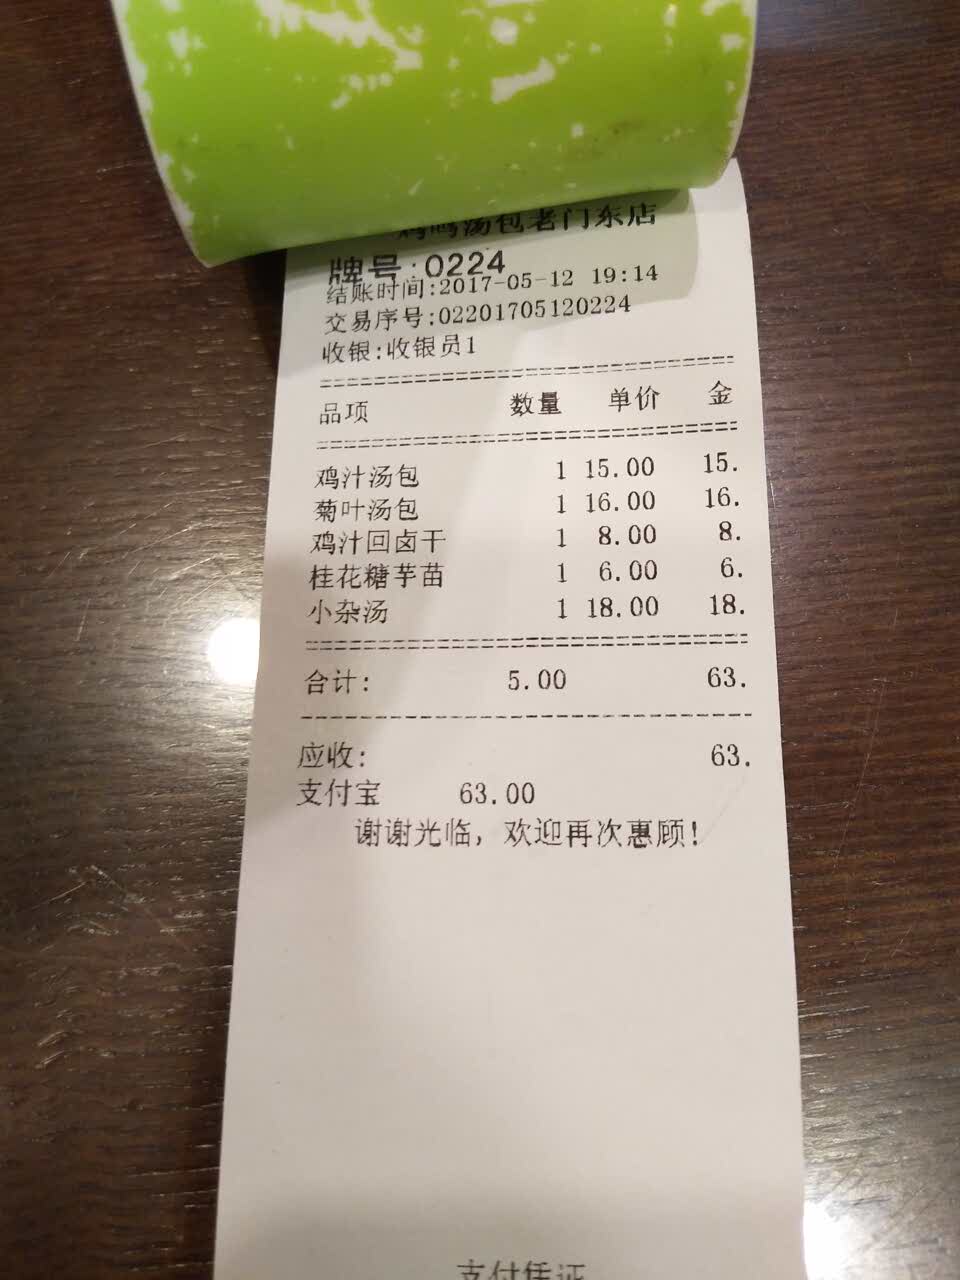 鸡鸣汤包老门东店
牌号:0224
结账时间:2017-05-12 19:14
交易序号:02201705120224
收银:收银员1
品项 数量 单价 金
鸡汁汤包 1 15.00 15.
菊叶汤包 1 16.00 16.
鸡汁回卤干 1 8.00 8.
桂花糖芋苗 1 6.00 6.
小杂汤 1 18.00 18.
合计: 5.00 63.
应收: 63.
支付宝 63.00
谢谢光临, 欢迎再次惠顾!
支付凭证